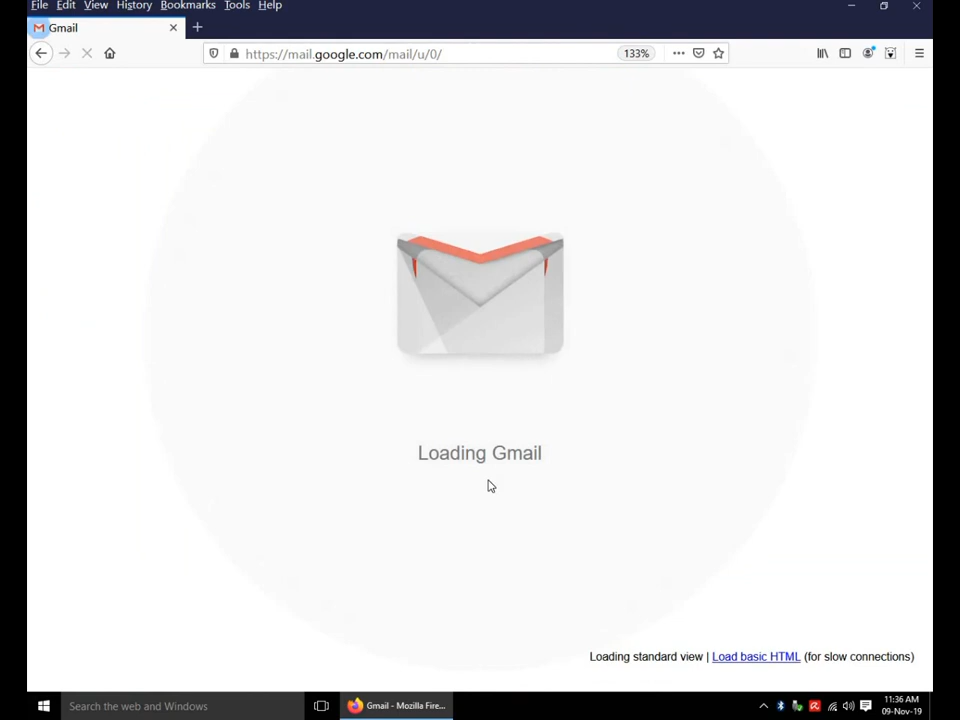 File Edit View History Bookmarks Tools Help
Gmail
https://mail.google.com/mail/u/0/ 133%
Loading Gmail
Loading standard view | Load basic HTML (for slow connections)
Search the web and Windows Gmail - Mozilla Fire... 11:36 AM
09-Nov-19